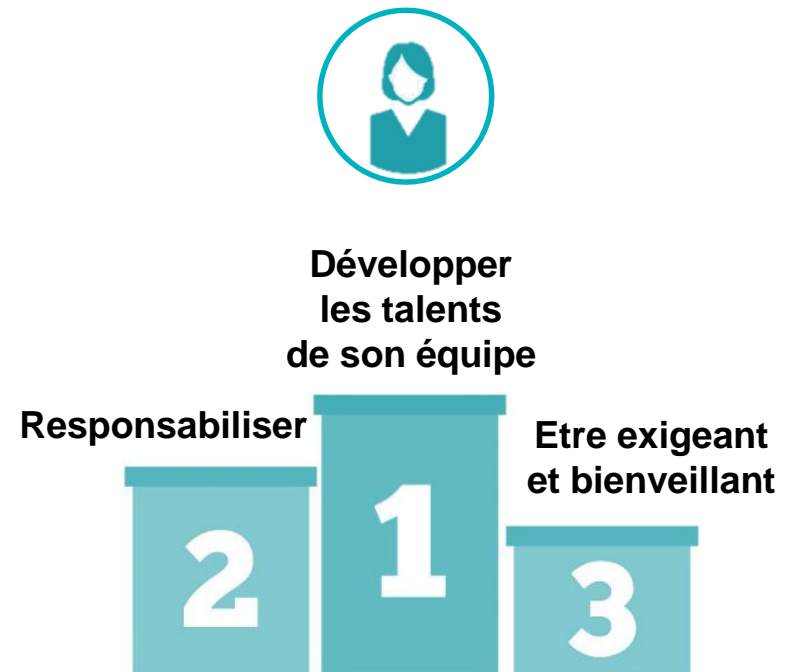 Développer
les talents
de son équipe
Responsabiliser
Etre exigeant
et bienveillant
2
1
3